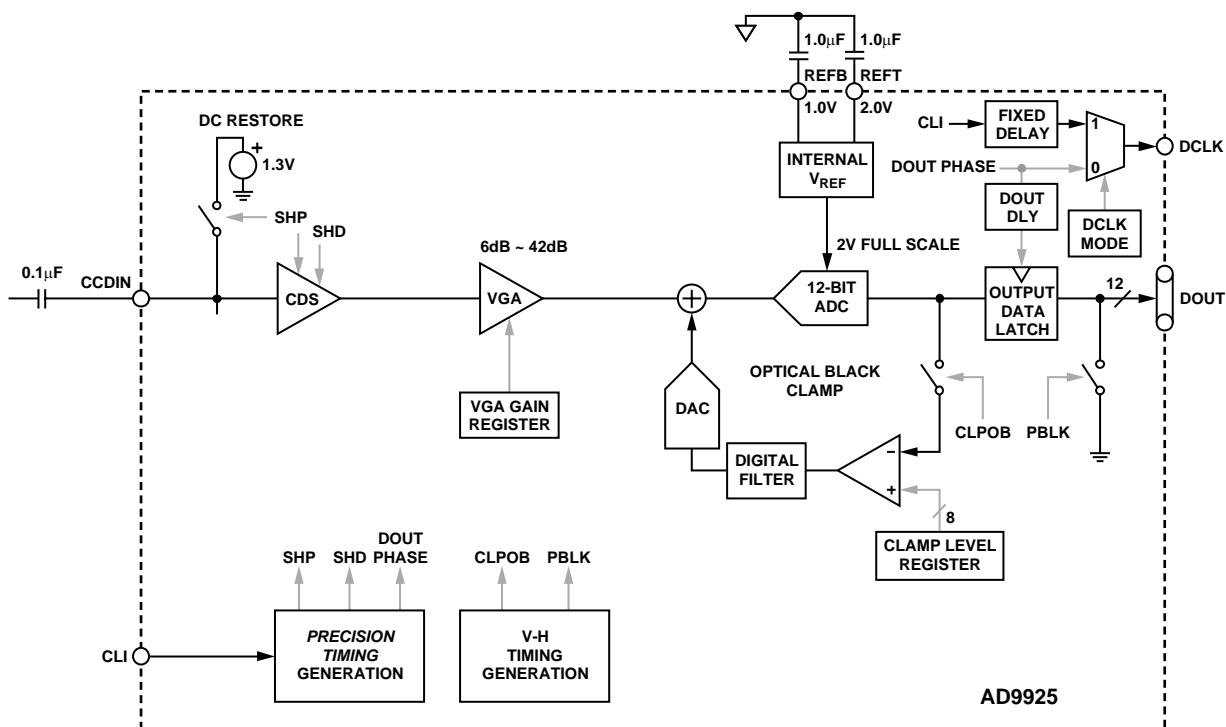 1.0μF 1.0μF
REFB REFT
1.0V 2.0V
DC RESTORE
+
1.3V
SHP
SHD
0.1μF
CCDIN
CDS
6dB ~ 42dB
VGA
VGA GAIN
REGISTER
INTERNAL
VREF
2V FULL SCALE
12-BIT
ADC
CLI
FIXED
DELAY
1
0
DCLK
DOUT PHASE
DOUT
DLY
DCLK
MODE
OUTPUT
DATA
LATCH
12
DOUT
OPTICAL BLACK
CLAMP
DAC
DIGITAL
FILTER
–
+
CLPOB
PBLK
8
CLAMP LEVEL
REGISTER
SHP
SHD
DOUT
PHASE
CLPOB
PBLK
CLI
PRECISION
TIMING
GENERATION
V-H
TIMING
GENERATION
AD9925